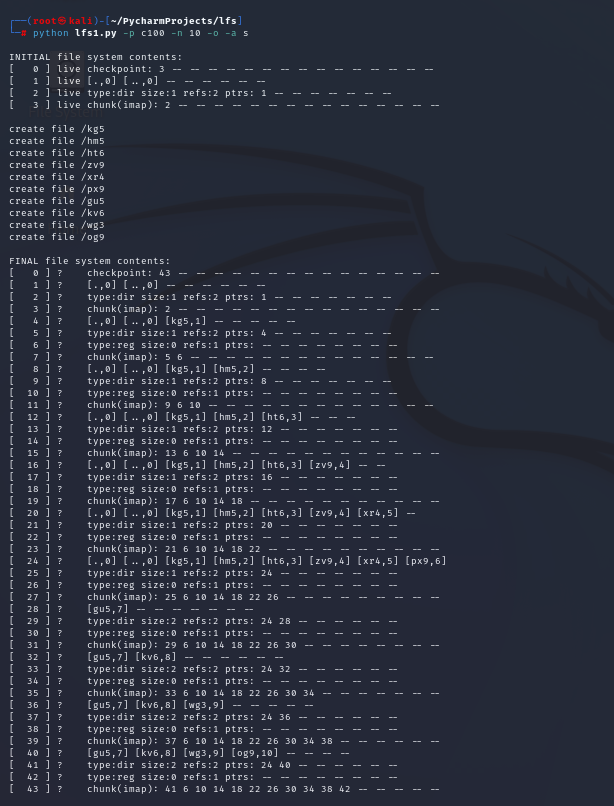 ┌──(root㉿kali)-[~/PycharmProjects/lfs]
└─# python lfs1.py -p c100 -n 10 -o -a s
INITIAL file system contents:
[   0 ] live checkpoint: 3 -- -- -- -- -- -- -- -- -- -- -- -- -- -- --
[   1 ] live [.,0] [..,0] -- -- -- -- -- --
[   2 ] live type:dir size:1 refs:2 ptrs: 1 -- -- -- -- -- -- --
[   3 ] live chunk(imap): 2 -- -- -- -- -- -- -- -- -- -- -- -- -- -- --
create file /kg5
create file /hm5
create file /ht6
create file /zv9
create file /xr4
create file /px9
create file /gu5
create file /kv6
create file /wg3
create file /og9
FINAL file system contents:
[   0 ] ?    checkpoint: 43 -- -- -- -- -- -- -- -- -- -- -- -- -- -- --
[   1 ] ?    [.,0] [..,0] -- -- -- -- -- --
[   2 ] ?    type:dir size:1 refs:2 ptrs: 1 -- -- -- -- -- -- --
[   3 ] ?    chunk(imap): 2 -- -- -- -- -- -- -- -- -- -- -- -- -- -- --
[   4 ] ?    [.,0] [..,0] [kg5,1] -- -- -- -- --
[   5 ] ?    type:dir size:1 refs:2 ptrs: 4 -- -- -- -- -- -- --
[   6 ] ?    type:reg size:0 refs:1 ptrs: -- -- -- -- -- -- -- --
[   7 ] ?    chunk(imap): 5 6 -- -- -- -- -- -- -- -- -- -- -- -- -- --
[   8 ] ?    [.,0] [..,0] [kg5,1] [hm5,2] -- -- -- --
[   9 ] ?    type:dir size:1 refs:2 ptrs: 8 -- -- -- -- -- -- --
[  10 ] ?    type:reg size:0 refs:1 ptrs: -- -- -- -- -- -- -- --
[  11 ] ?    chunk(imap): 9 6 10 -- -- -- -- -- -- -- -- -- -- -- -- --
[  12 ] ?    [.,0] [..,0] [kg5,1] [hm5,2] [ht6,3] -- -- --
[  13 ] ?    type:dir size:1 refs:2 ptrs: 12 -- -- -- -- -- -- --
[  14 ] ?    type:reg size:0 refs:1 ptrs: -- -- -- -- -- -- -- --
[  15 ] ?    chunk(imap): 13 6 10 14 -- -- -- -- -- -- -- -- -- -- -- --
[  16 ] ?    [.,0] [..,0] [kg5,1] [hm5,2] [ht6,3] [zv9,4] -- --
[  17 ] ?    type:dir size:1 refs:2 ptrs: 16 -- -- -- -- -- -- --
[  18 ] ?    type:reg size:0 refs:1 ptrs: -- -- -- -- -- -- -- --
[  19 ] ?    chunk(imap): 17 6 10 14 18 -- -- -- -- -- -- -- -- -- -- --
[  20 ] ?    [.,0] [..,0] [kg5,1] [hm5,2] [ht6,3] [zv9,4] [xr4,5] --
[  21 ] ?    type:dir size:1 refs:2 ptrs: 20 -- -- -- -- -- -- --
[  22 ] ?    type:reg size:0 refs:1 ptrs: -- -- -- -- -- -- -- --
[  23 ] ?    chunk(imap): 21 6 10 14 18 22 -- -- -- -- -- -- -- -- -- --
[  24 ] ?    [.,0] [..,0] [kg5,1] [hm5,2] [ht6,3] [zv9,4] [xr4,5] [px9,6]
[  25 ] ?    type:dir size:1 refs:2 ptrs: 24 -- -- -- -- -- -- --
[  26 ] ?    type:reg size:0 refs:1 ptrs: -- -- -- -- -- -- -- --
[  27 ] ?    chunk(imap): 25 6 10 14 18 22 26 -- -- -- -- -- -- -- -- --
[  28 ] ?    [gu5,7] -- -- -- -- -- -- --
[  29 ] ?    type:dir size:2 refs:2 ptrs: 24 28 -- -- -- -- -- --
[  30 ] ?    type:reg size:0 refs:1 ptrs: -- -- -- -- -- -- -- --
[  31 ] ?    chunk(imap): 29 6 10 14 18 22 26 30 -- -- -- -- -- -- -- --
[  32 ] ?    [gu5,7] [kv6,8] -- -- -- -- -- --
[  33 ] ?    type:dir size:2 refs:2 ptrs: 24 32 -- -- -- -- -- --
[  34 ] ?    type:reg size:0 refs:1 ptrs: -- -- -- -- -- -- -- --
[  35 ] ?    chunk(imap): 33 6 10 14 18 22 26 30 34 -- -- -- -- -- -- --
[  36 ] ?    [gu5,7] [kv6,8] [wg3,9] -- -- -- -- --
[  37 ] ?    type:dir size:2 refs:2 ptrs: 24 36 -- -- -- -- -- --
[  38 ] ?    type:reg size:0 refs:1 ptrs: -- -- -- -- -- -- -- --
[  39 ] ?    chunk(imap): 37 6 10 14 18 22 26 30 34 38 -- -- -- -- -- --
[  40 ] ?    [gu5,7] [kv6,8] [wg3,9] [og9,10] -- -- -- --
[  41 ] ?    type:dir size:2 refs:2 ptrs: 24 40 -- -- -- -- -- --
[  42 ] ?    type:reg size:0 refs:1 ptrs: -- -- -- -- -- -- -- --
[  43 ] ?    chunk(imap): 41 6 10 14 18 22 26 30 34 38 42 -- -- -- -- --